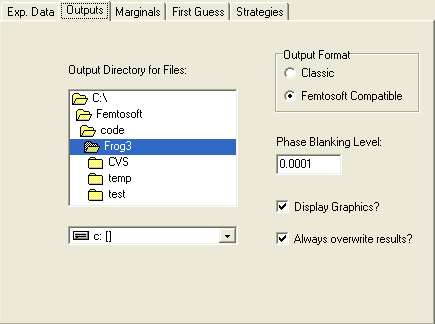 Exp. Data Outputs Marginals First Guess Strategies
Output Directory for Files:
C:\
Femtosoft
code
Frog3
CVS
temp
test
c: []
Output Format
Classic
Femtosoft Compatible
Phase Blanking Level:
0.0001
Display Graphics?
Always overwrite results?